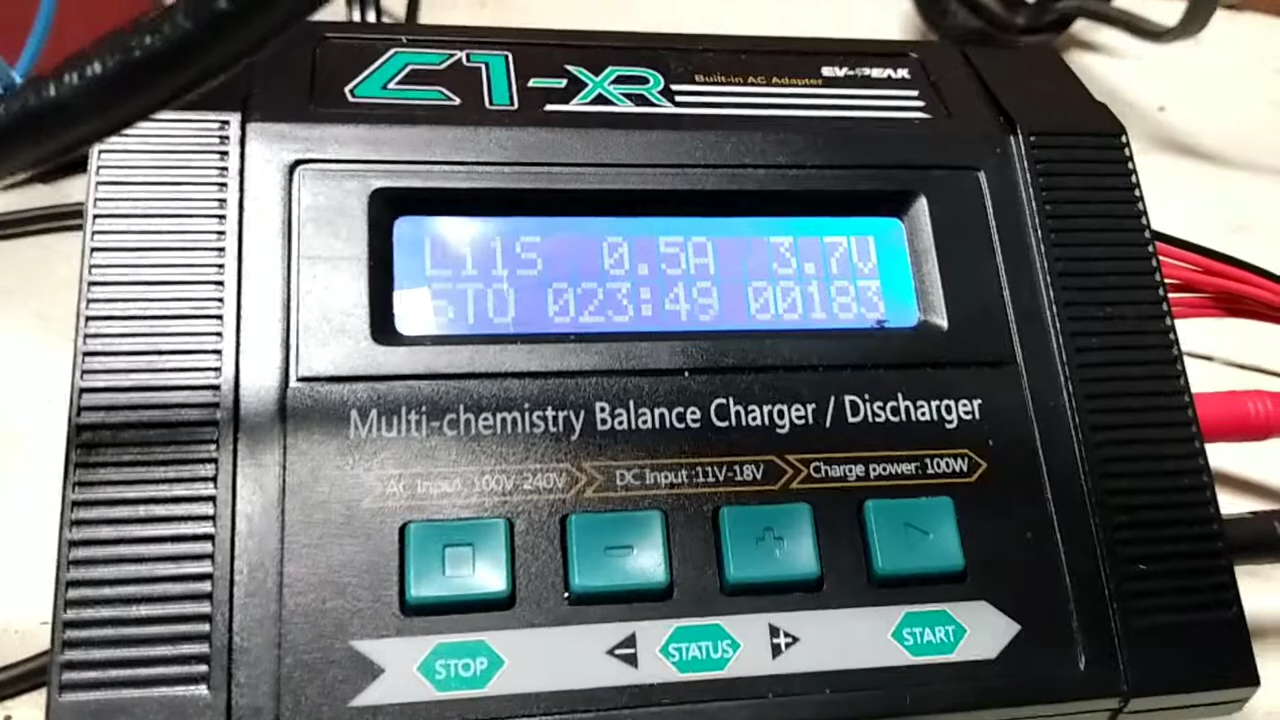 C1-XR Built-in AC Adaptor EV-PEAK
Li1S 0.5A 3.7V
STO 023:49 00183
Multi-chemistry Balance Charger / Discharger
AC Input :100V-240V DC Input :11V-18V Charge power: 100W
STOP STATUS START